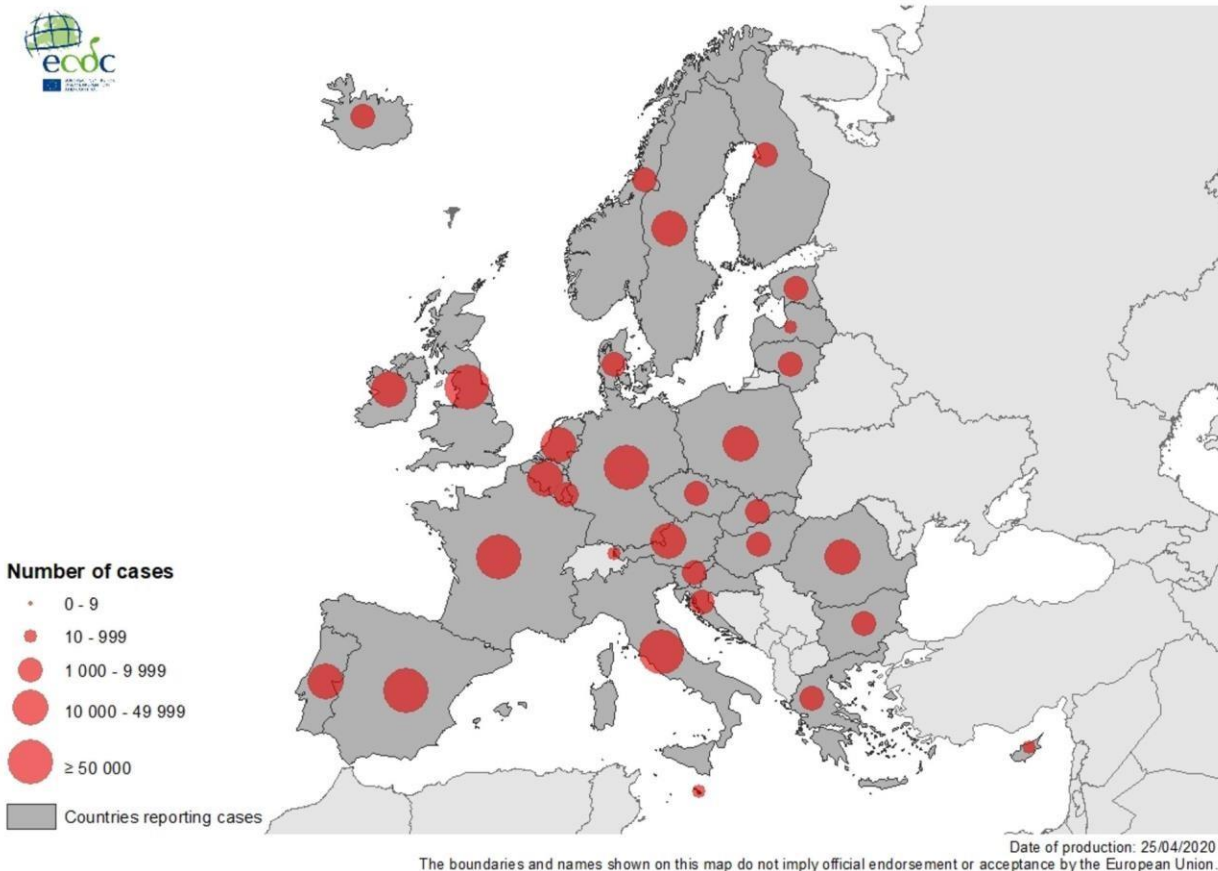 ecdc
Number of cases
0 - 9
10 - 999
1 000 - 9 999
10 000 - 49 999
≥ 50 000
Countries reporting cases
Date of production: 25/04/2020
The boundaries and names shown on this map do not imply official endorsement or acceptance by the European Union.